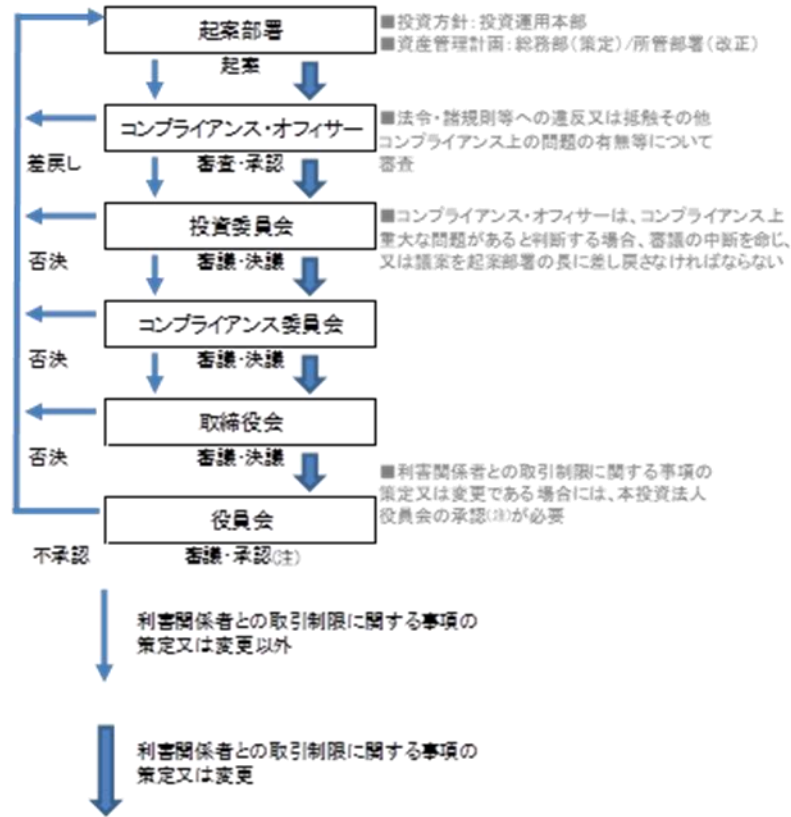 起案部署
■投資方針：投資運用本部
■資産管理計画：総務部（策定）/所管部署（改正）
起案
コンプライアンス・オフィサー
■法令・諸規則等への違反又は抵触その他
コンプライアンス上の問題の有無等について
審査
差戻し
審査・承認
投資委員会
■コンプライアンス・オフィサーは、コンプライアンス上
重大な問題があると判断する場合、審議の中断を命じ、
又は議案を起案部署の長に差し戻さなければならない
否決
審議・決議
コンプライアンス委員会
否決
審議・決議
取締役会
否決
審議・決議
■利害関係者との取引制限に関する事項の
策定又は変更である場合には、本投資法人
役員会の承認(注)が必要
役員会
不承認
審議・承認(注)
利害関係者との取引制限に関する事項の
策定又は変更以外
利害関係者との取引制限に関する事項の
策定又は変更